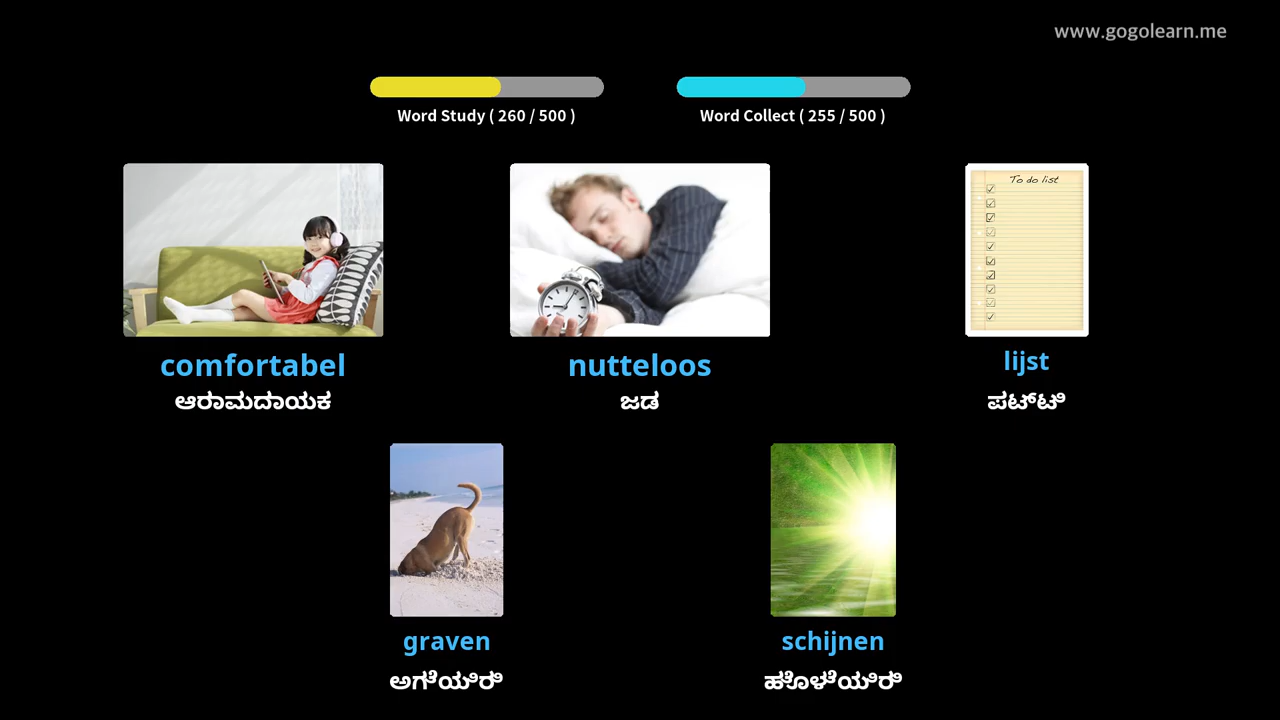 www.gogolearn.me
Word Study ( 260 / 500 )
Word Collect ( 255 / 500 )
To do list
comfortabel
ಆರಾಮದಾಯಕ
nutteloos
ಜಡ
lijst
ಪಟ್ಟಿ
graven
ಅಗೆಯಿರಿ
schijnen
ಹೊಳೆಯಿರಿ